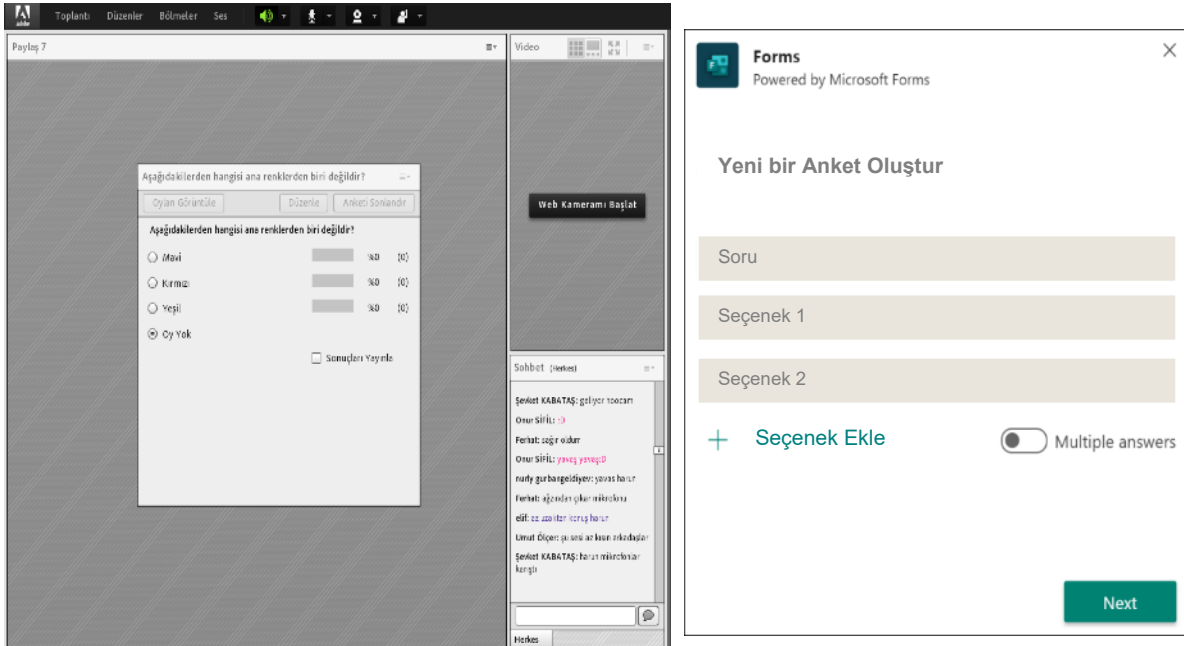 Adobe
Toplantı Düzenler Bölmeler Ses
Paylaş 7
Aşağıdakilerden hangisi ana renklerden biri değildir?
Oyları Görüntüle Düzenle Anketi Sonlandır
Aşağıdakilerden hangisi ana renklerden biri değildir?
Mavi %0 (0)
Kırmızı %0 (0)
Yeşil %0 (0)
Oy Yok
Sonuçları Yayınla
Video
Web Kameramı Başlat
Sohbet (Herkes)
Şevket KABATAŞ: geliyor hoocam
Onur SİFİL: :D
Ferhat: sağır oldum
Onur SİFİL: yavaş yavaş:D
nurly gurbangeldiyev: yavas harun
Ferhat: ağzından çıkar mikrofonu
elif: az uzaktan konuş harun
Umut Ölçer: şu sesi az kısın arkadaşlar
Şevket KABATAŞ: harun mikrofonlar
karıştı
Herkes
Forms
Powered by Microsoft Forms
Yeni bir Anket Oluştur
Soru
Seçenek 1
Seçenek 2
+ Seçenek Ekle
Multiple answers
Next